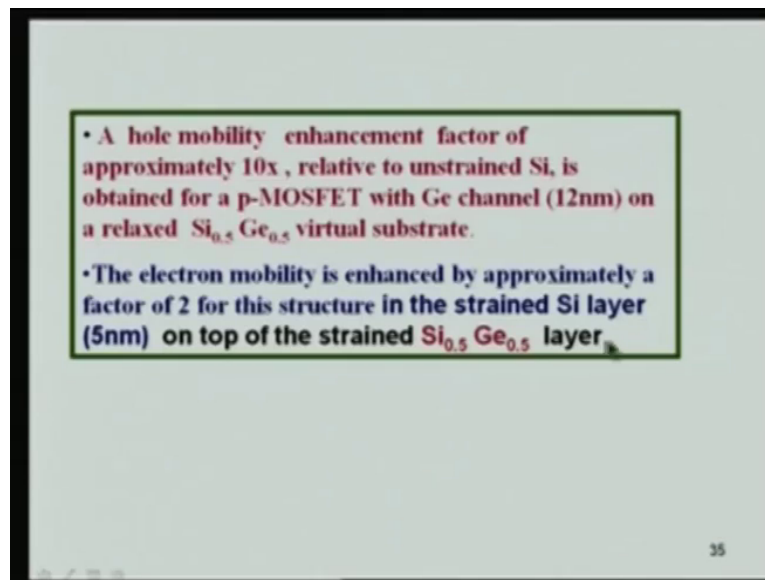 • A hole mobility enhancement factor of
approximately 10x , relative to unstrained Si, is
obtained for a p-MOSFET with Ge channel (12nm) on
a relaxed Si0.5 Ge0.5 virtual substrate.
•The electron mobility is enhanced by approximately a
factor of 2 for this structure in the strained Si layer
(5nm) on top of the strained Si0.5 Ge0.5 layer
35